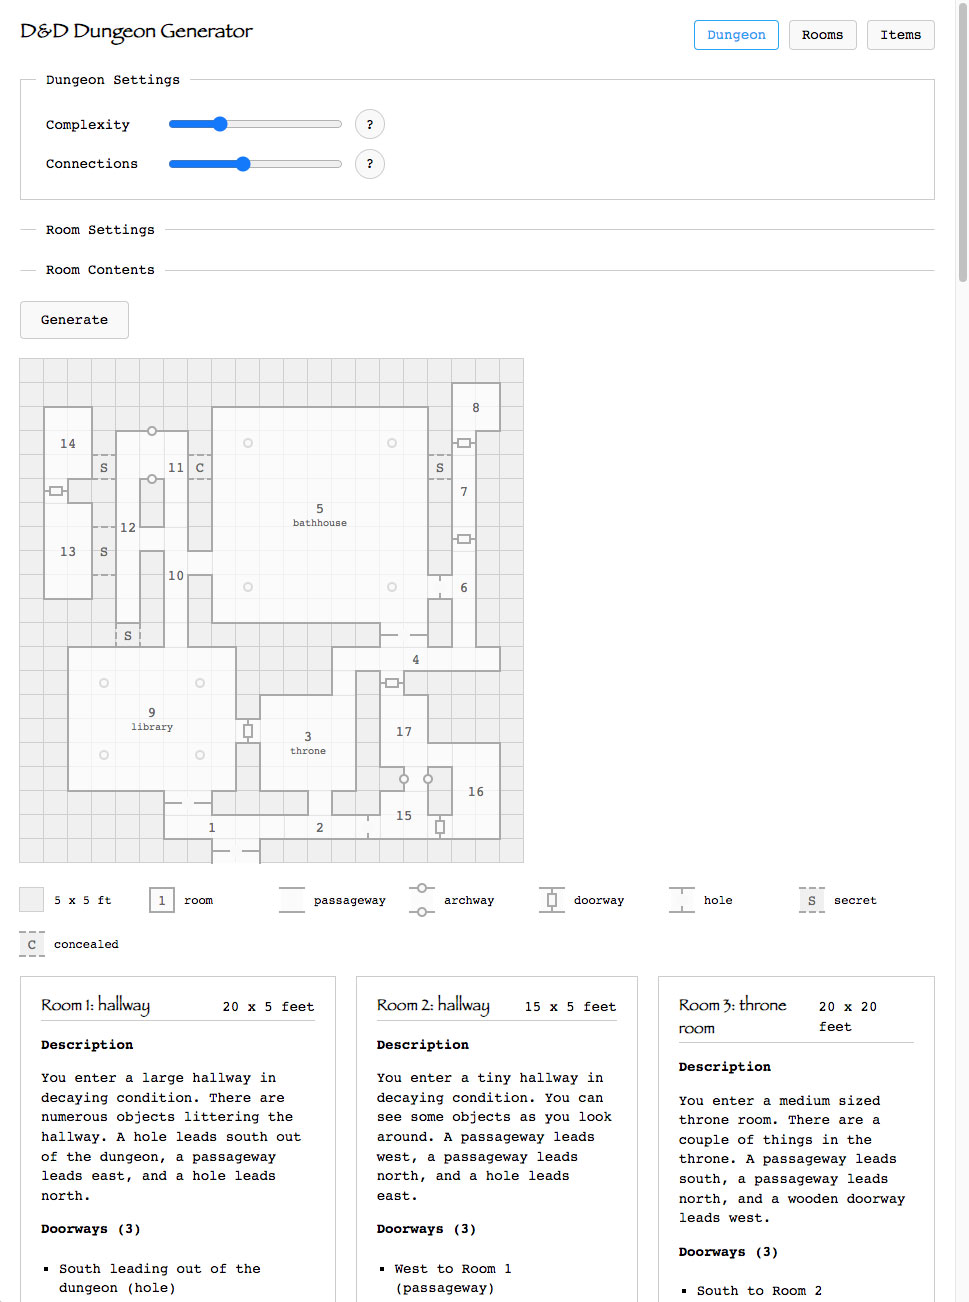 D&D Dungeon Generator
Dungeon Rooms Items
Dungeon Settings
Complexity ?
Connections ?
Room Settings
Room Contents
Generate
8
14
S 11 C S
7
5
bathhouse
12
13 S
10 6
S
4
9
library
17
3
throne
16
15
1 2
5 x 5 ft 1 room passageway archway doorway hole S secret
C concealed
Room 1: hallway 20 x 5 feet
Description
You enter a large hallway in
decaying condition. There are
numerous objects littering the
hallway. A hole leads south out
of the dungeon, a passageway
leads east, and a hole leads
north.
Doorways (3)
▪ South leading out of the
dungeon (hole)
Room 2: hallway 15 x 5 feet
Description
You enter a tiny hallway in
decaying condition. You can
see some objects as you look
around. A passageway leads
west, a passageway leads
north, and a hole leads
east.
Doorways (3)
▪ West to Room 1
(passageway)
Room 3: throne 20 x 20
room feet
Description
You enter a medium sized
throne room. There are a
couple of things in the
throne. A passageway leads
south, a passageway leads
north, and a wooden doorway
leads west.
Doorways (3)
▪ South to Room 2